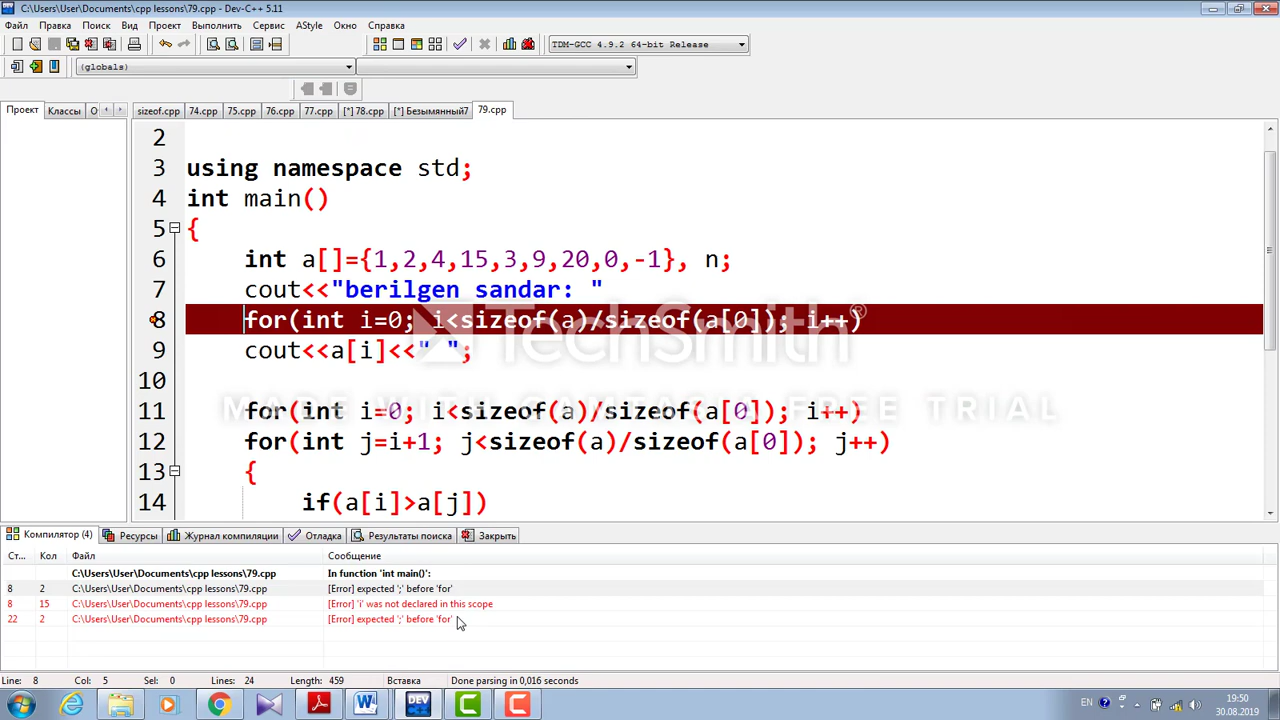 C:\Users\User\Documents\cpp lessons\79.cpp - Dev-C++ 5.11
Файл Правка Поиск Вид Проект Выполнить Сервис AStyle Окно Справка
TDM-GCC 4.9.2 64-bit Release
(globals)
Проект Классы О sizeof.cpp 74.cpp 75.cpp 76.cpp 77.cpp [*] 78.cpp [*] Безымянный7 79.cpp
2
3 using namespace std;
4 int main()
5 {
6 int a[]={1,2,4,15,3,9,20,0,-1}, n;
7 cout<<"berilgen sandar: "
8 for(int i=0; i<sizeof(a)/sizeof(a[0]); i++)
9 cout<<a[i]<<" ";
10
11 for(int i=0; i<sizeof(a)/sizeof(a[0]); i++)
12 for(int j=i+1; j<sizeof(a)/sizeof(a[0]); j++)
13 {
14 if(a[i]>a[j])
TechSmith®
MADE WITH CAMTASIA FREE TRIAL
Компилятор (4) Ресурсы Журнал компиляции Отладка Результаты поиска Закрыть
Ст... Кол Файл Сообщение
C:\Users\User\Documents\cpp lessons\79.cpp In function 'int main()':
8 2 C:\Users\User\Documents\cpp lessons\79.cpp [Error] expected ';' before 'for'
8 15 C:\Users\User\Documents\cpp lessons\79.cpp [Error] 'i' was not declared in this scope
22 2 C:\Users\User\Documents\cpp lessons\79.cpp [Error] expected ';' before 'for'
Line: 8 Col: 5 Sel: 0 Lines: 24 Length: 459 Вставка Done parsing in 0,016 seconds
EN 19:50
30.08.2019